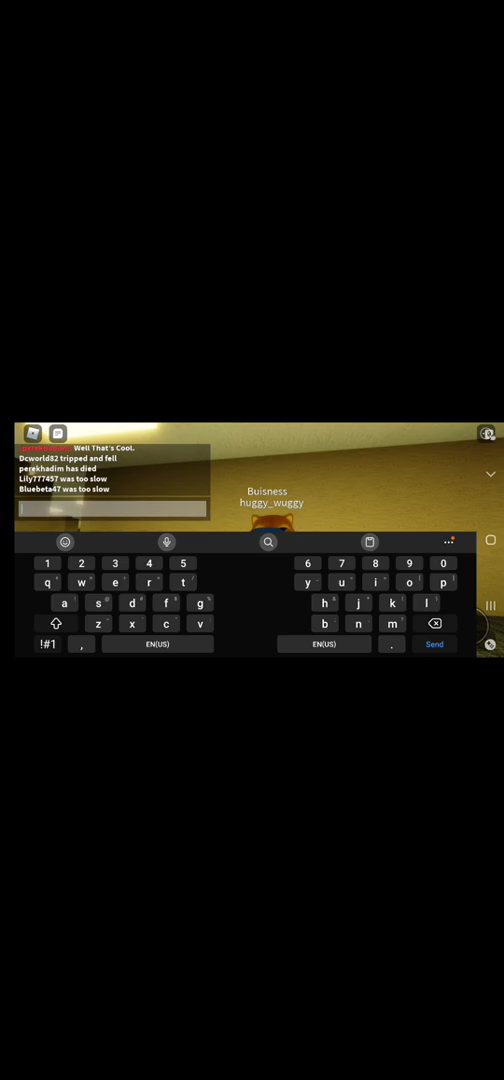 Well That's Cool.
Dcworld82 tripped and fell
perekhadim has died
Lily777457 was too slow
Bluebeta47 was too slow
Buisness
huggy_wuggy
1 2 3 4 5 6 7 8 9 0
q w e r t y u i o p
a s d f g h j k l
z x c v b n m
!#1 , EN(US) EN(US) . Send